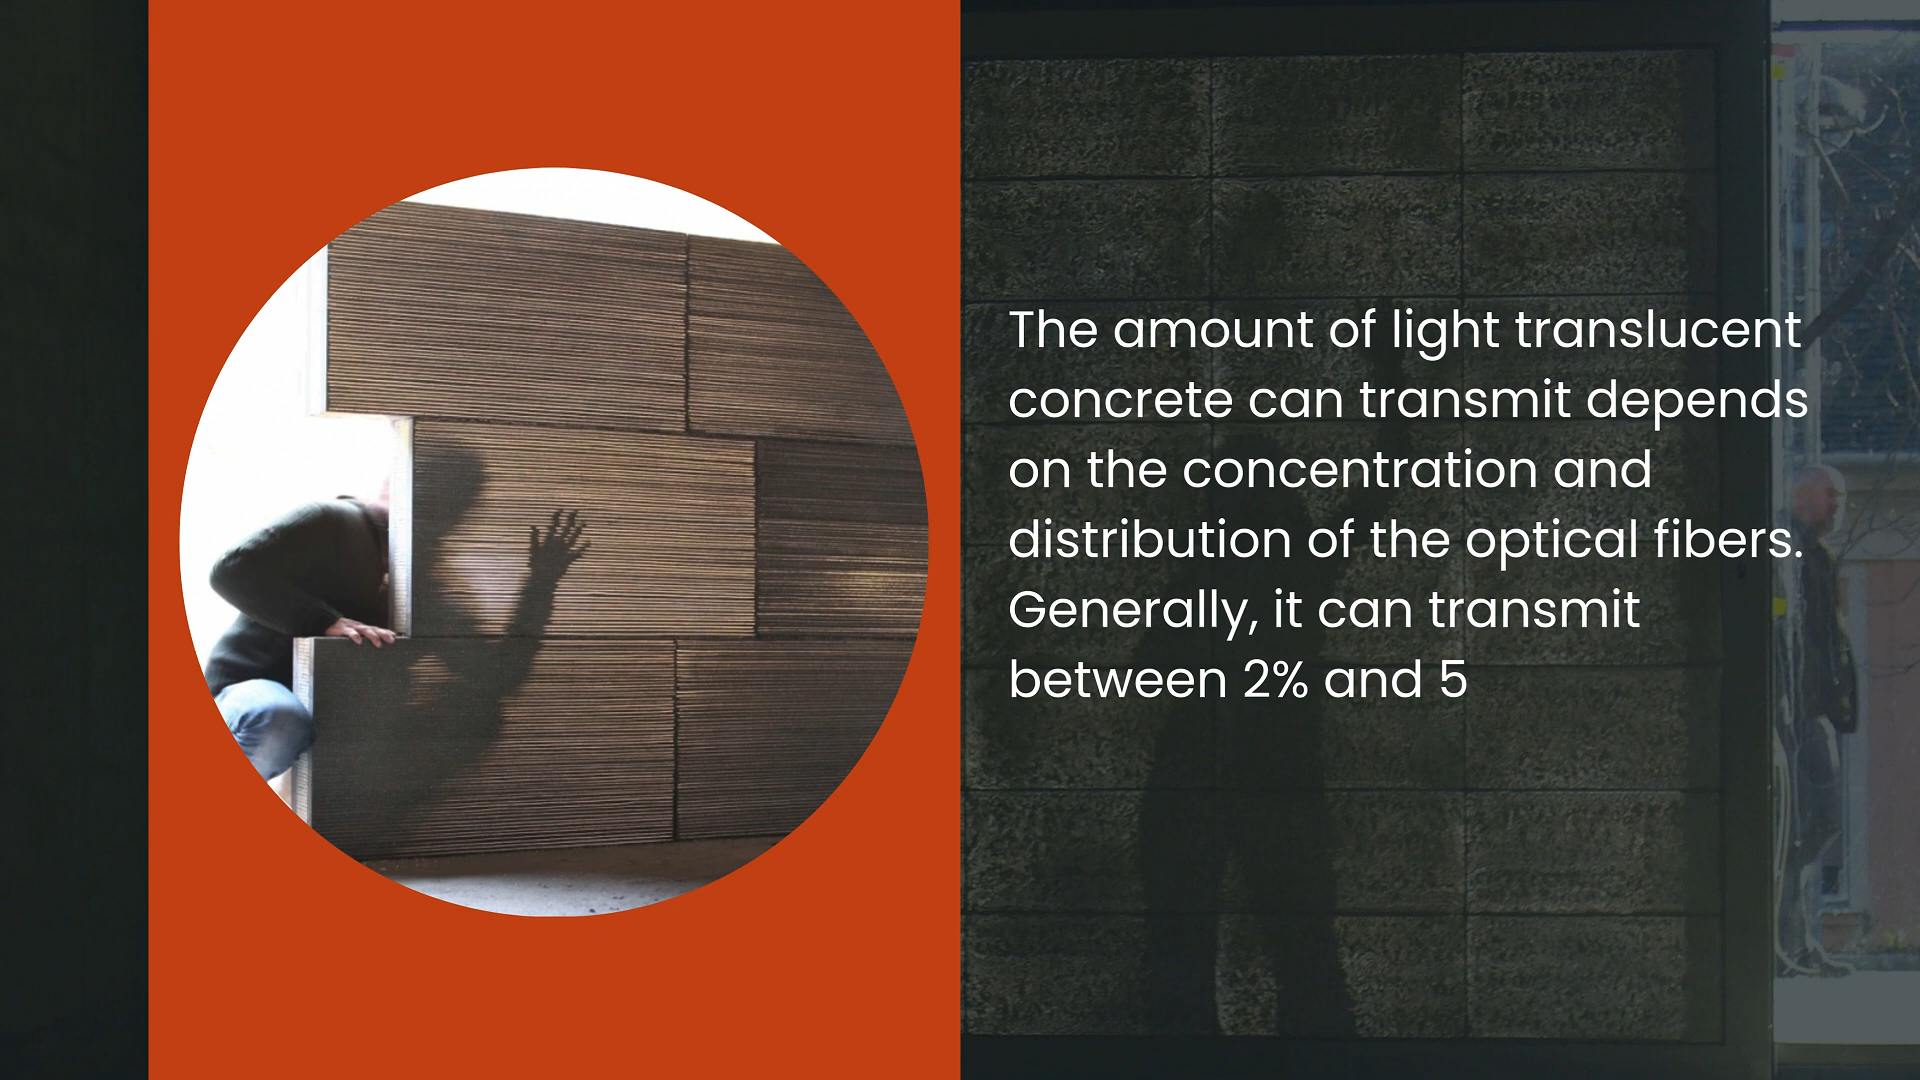 The amount of light translucent
concrete can transmit depends
on the concentration and
distribution of the optical fibers.
Generally, it can transmit
between 2% and 5